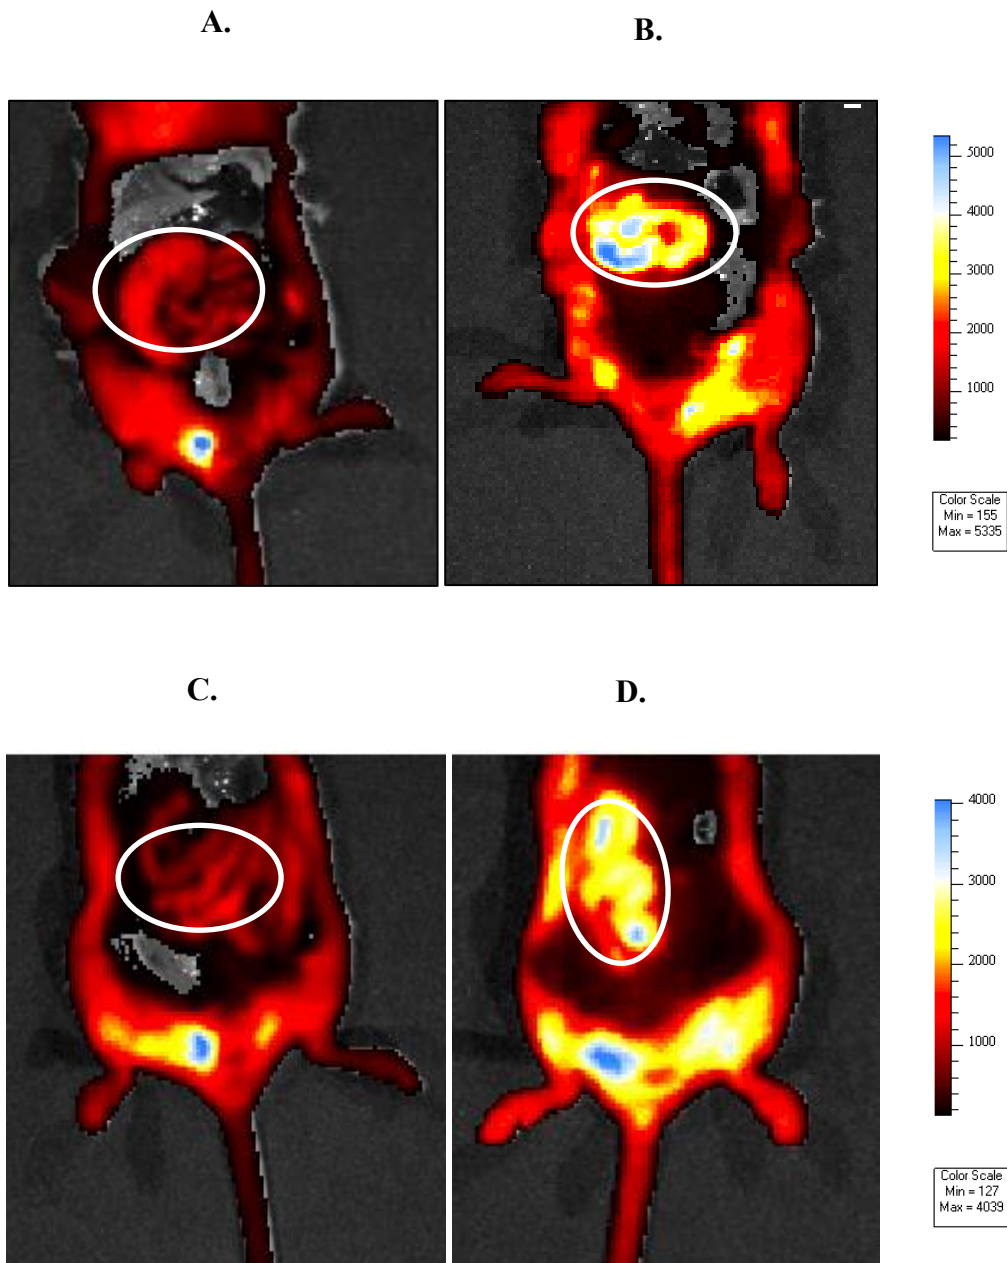 A.
B.
5000
4000
3000
2000
1000
Color Scale
Min = 155
Max = 5335
C.
D.
4000
3000
2000
1000
Color Scale
Min = 127
Max = 4039